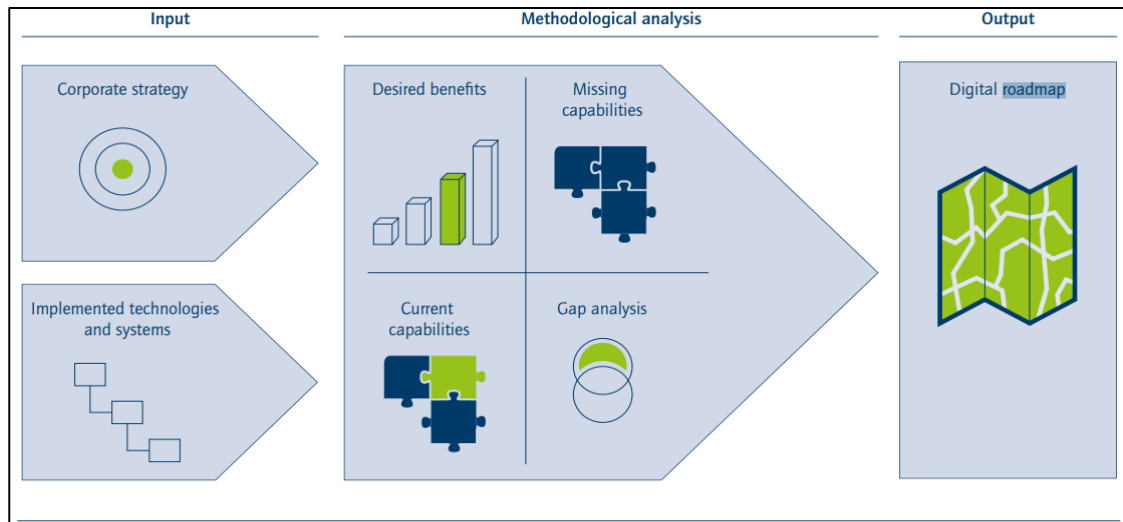 Input
Methodological analysis
Output
Corporate strategy
Desired benefits
Missing
capabilities
Digital roadmap
Implemented technologies
and systems
Current
capabilities
Gap analysis